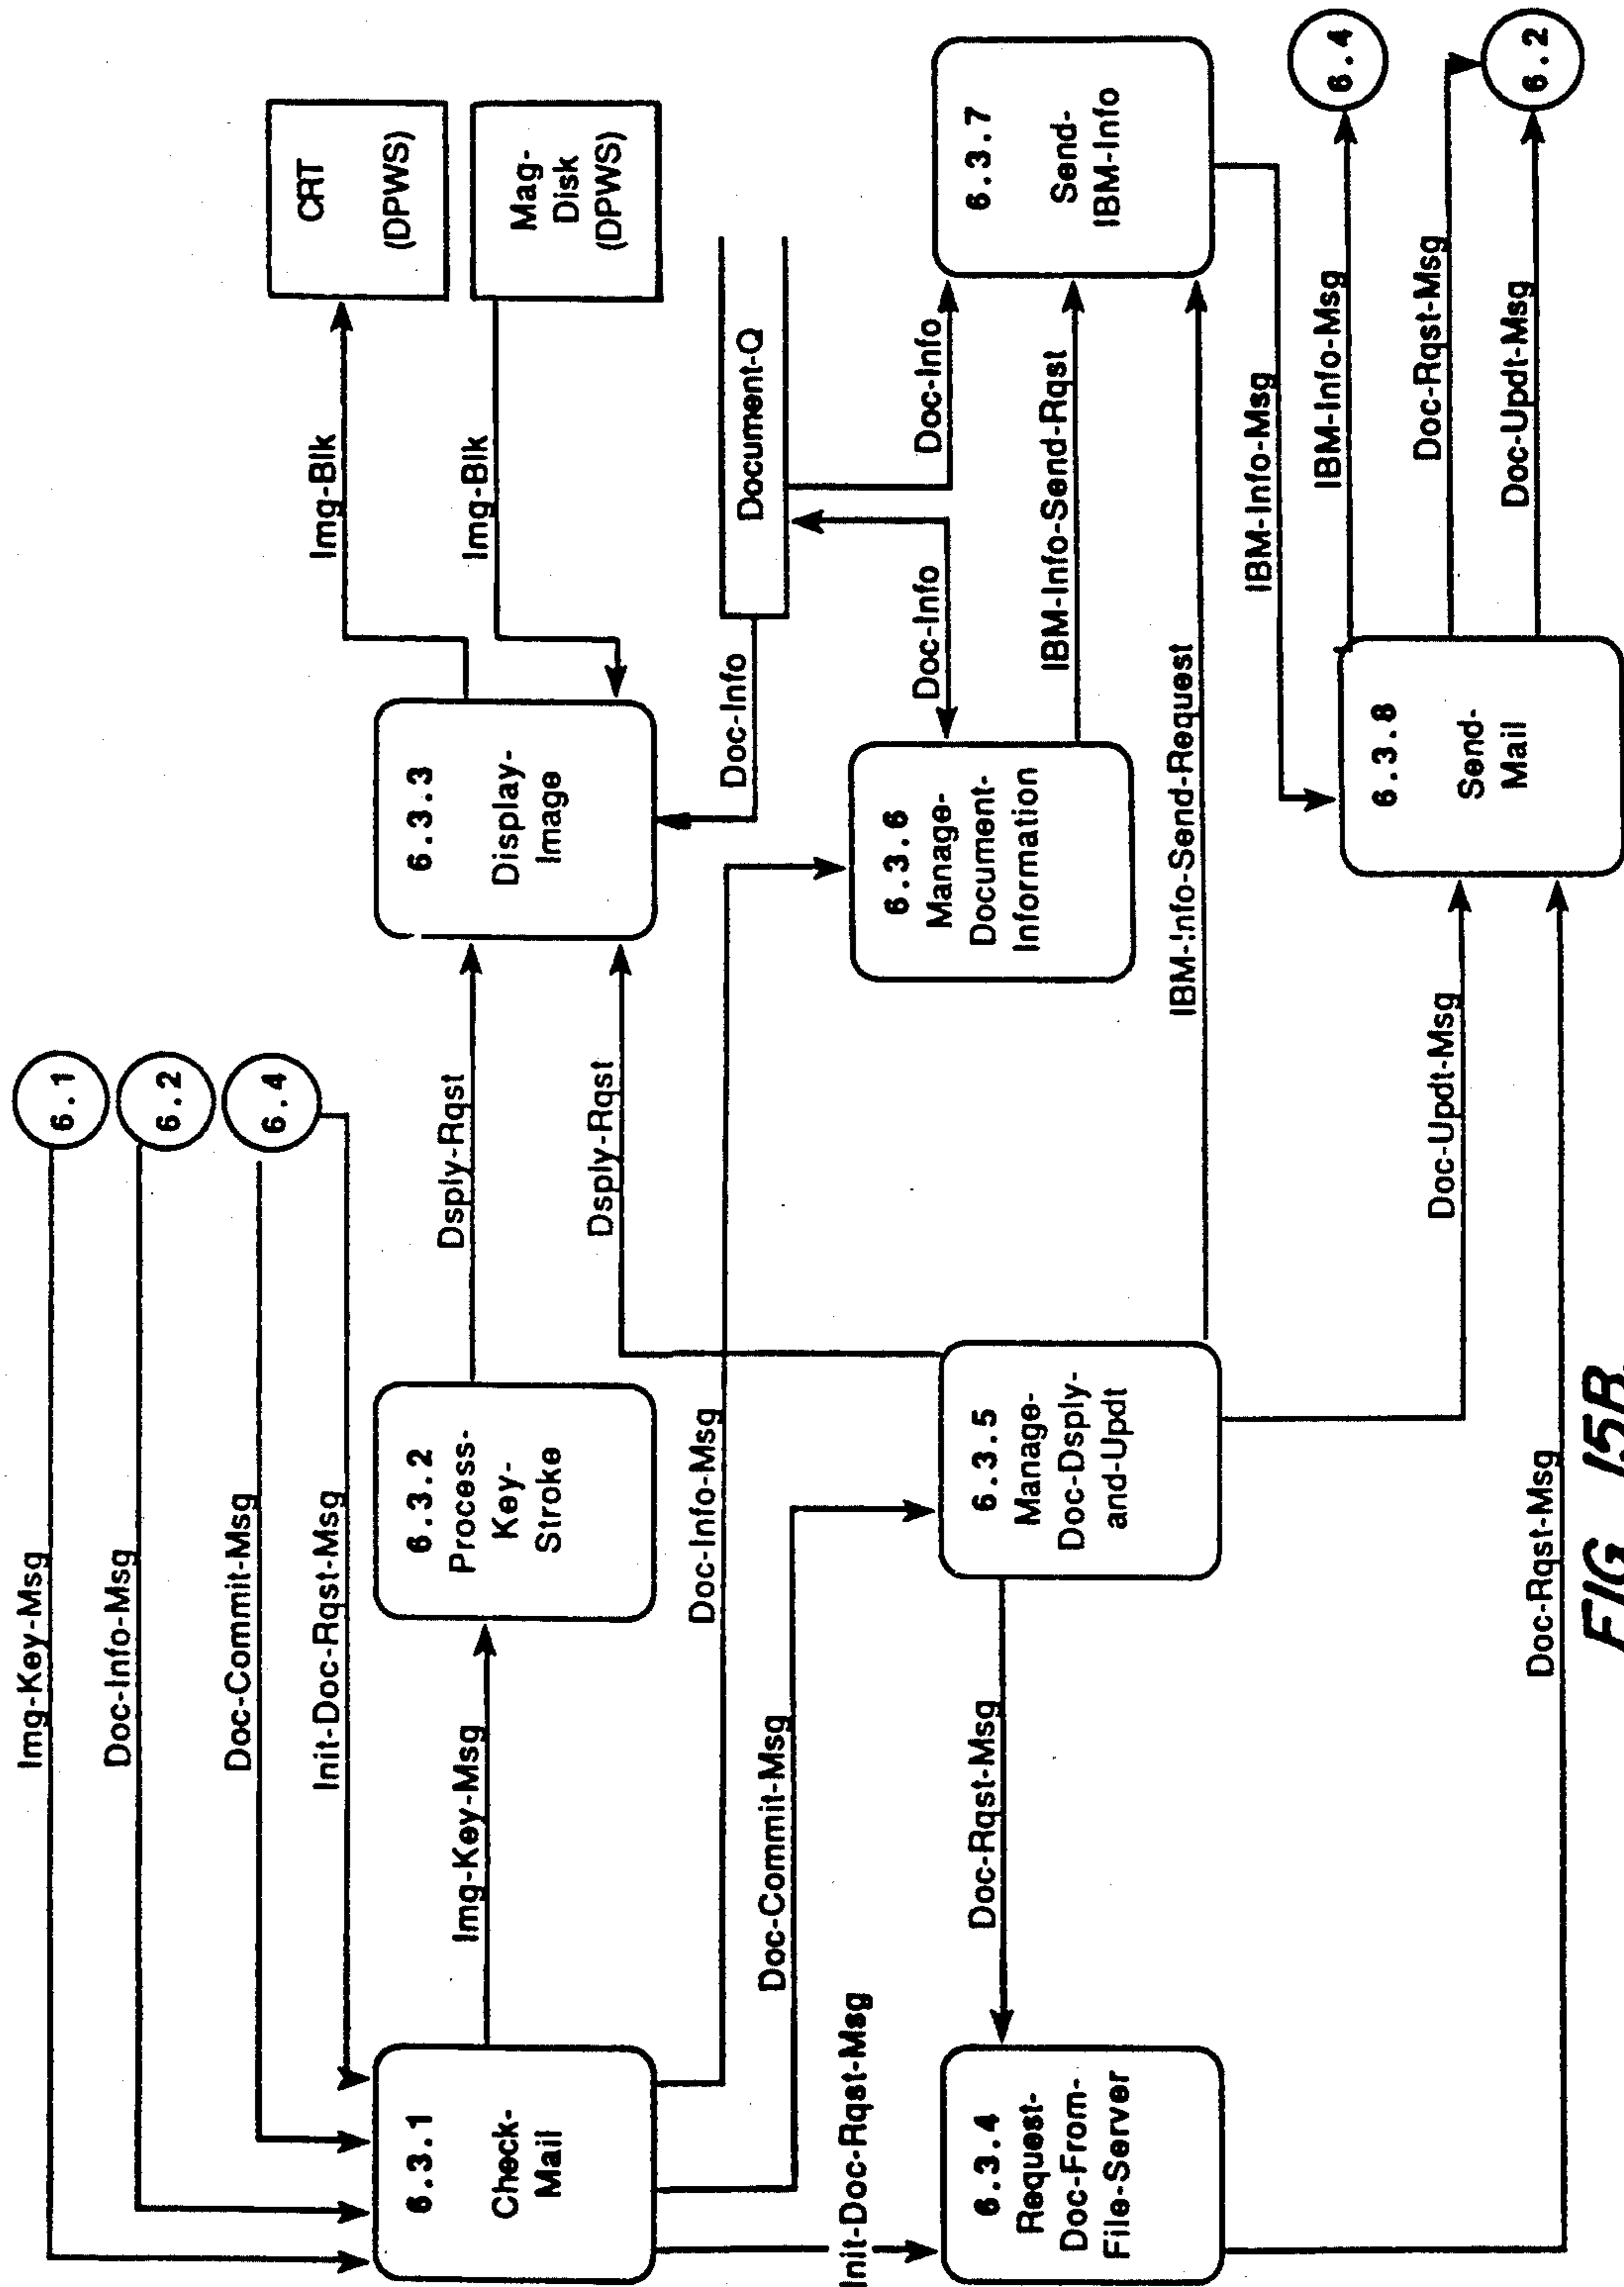 Img-Key-Msg
6.1
Doc-Info-Msg
6.2
Doc-Commit-Msg
6.4
Init-Doc-Rqst-Msg
6.3.1
Check-
Mail
Img-Key-Msg
6.3.2
Process-
Key-
Stroke
Dsply-Rqst
Dsply-Rqst
6.3.3
Display-
Image
Img-Blk
CRT
(DPWS)
Img-Blk
Mag-
Disk
(DPWS)
Doc-Info
Document-Q
Doc-Info-Msg
Doc-Commit-Msg
Init-Doc-Rqst-Msg
6.3.4
Request-
Doc-From-
File-Server
Doc-Rqst-Msg
6.3.5
Manage-
Doc-Dsply-
and-Updt
6.3.6
Manage-
Document-
Information
Doc-Info
Doc-Info
IBM-Info-Send-Rqst
IBM-Info-Send-Request
6.3.7
Send-
IBM-Info
IBM-Info-Msg
Doc-Updt-Msg
Doc-Rqst-Msg
6.3.8
Send-
Mail
IBM-Info-Msg
6.4
Doc-Rqst-Msg
Doc-Updt-Msg
6.2
FIG. 15B.